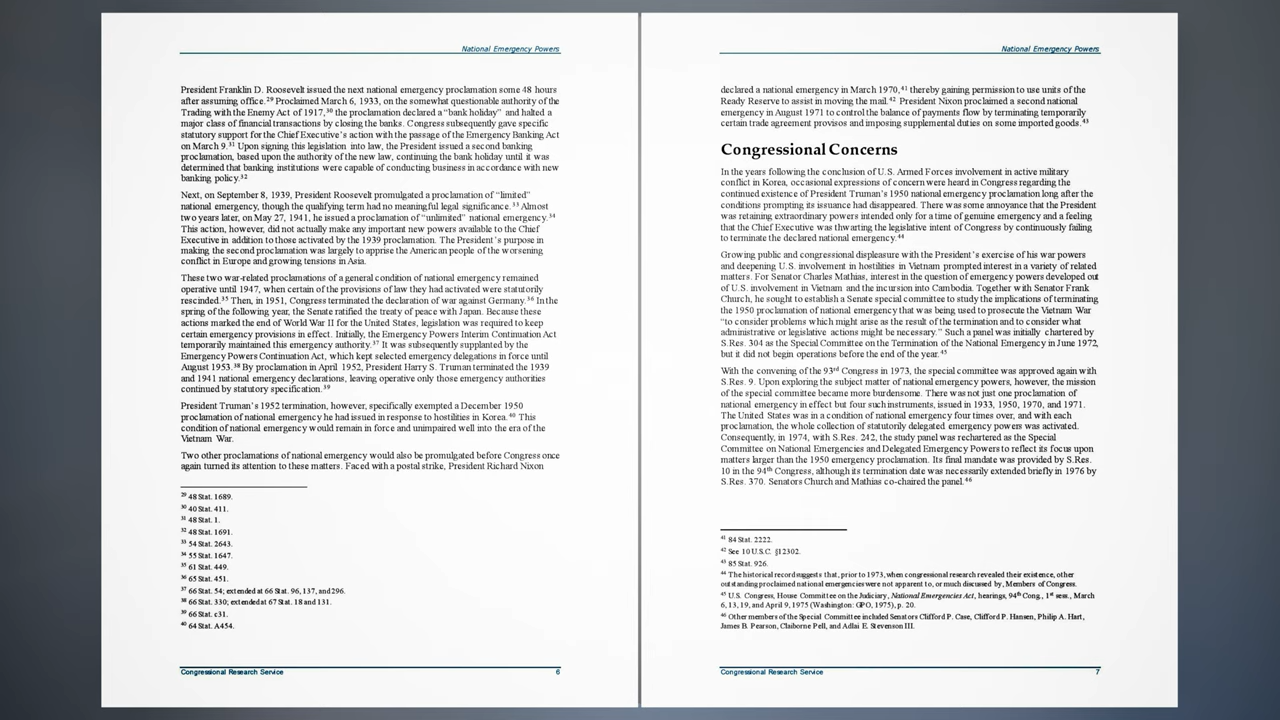 National Emergency Powers
President Franklin D. Roosevelt issued the next national emergency proclamation some 48 hours
after assuming office.²⁹ Proclaimed March 6, 1933, on the somewhat questionable authority of the
Trading with the Enemy Act of 1917,³⁰ the proclamation declared a “bank holiday” and halted a
major class of financial transactions by closing the banks. Congress subsequently gave specific
statutory support for the Chief Executive’s action with the passage of the Emergency Banking Act
on March 9.³¹ Upon signing this legislation into law, the President issued a second banking
proclamation, based upon the authority of the new law, continuing the bank holiday until it was
determined that banking institutions were capable of conducting business in accordance with new
banking policy.³²
Next, on September 8, 1939, President Roosevelt promulgated a proclamation of “limited”
national emergency, though the qualifying term had no meaningful legal significance.³³ Almost
two years later, on May 27, 1941, he issued a proclamation of “unlimited” national emergency.³⁴
This action, however, did not actually make any important new powers available to the Chief
Executive in addition to those activated by the 1939 proclamation. The President’s purpose in
making the second proclamation was largely to apprise the American people of the worsening
conflict in Europe and growing tensions in Asia.
These two war-related proclamations of a general condition of national emergency remained
operative until 1947, when certain of the provisions of law they had activated were statutorily
rescinded.³⁵ Then, in 1951, Congress terminated the declaration of war against Germany.³⁶ In the
spring of the following year, the Senate ratified the treaty of peace with Japan. Because these
actions marked the end of World War II for the United States, legislation was required to keep
certain emergency provisions in effect. Initially, the Emergency Powers Interim Continuation Act
temporarily maintained this emergency authority.³⁷ It was subsequently supplanted by the
Emergency Powers Continuation Act, which kept selected emergency delegations in force until
August 1953.³⁸ By proclamation in April 1952, President Harry S. Truman terminated the 1939
and 1941 national emergency declarations, leaving operative only those emergency authorities
continued by statutory specification.³⁹
President Truman’s 1952 termination, however, specifically exempted a December 1950
proclamation of national emergency he had issued in response to hostilities in Korea.⁴⁰ This
condition of national emergency would remain in force and unimpaired well into the era of the
Vietnam War.
Two other proclamations of national emergency would also be promulgated before Congress once
again turned its attention to these matters. Faced with a postal strike, President Richard Nixon
²⁹ 48 Stat. 1689.
³⁰ 40 Stat. 411.
³¹ 48 Stat. 1.
³² 48 Stat. 1691.
³³ 54 Stat. 2643.
³⁴ 55 Stat. 1647.
³⁵ 61 Stat. 449.
³⁶ 65 Stat. 451.
³⁷ 66 Stat. 54; extended at 66 Stat. 96, 137, and 296.
³⁸ 66 Stat. 330; extended at 67 Stat. 18 and 131.
³⁹ 66 Stat. c31.
⁴⁰ 64 Stat. A454.
Congressional Research Service 6
National Emergency Powers
declared a national emergency in March 1970,⁴¹ thereby gaining permission to use units of the
Ready Reserve to assist in moving the mail.⁴² President Nixon proclaimed a second national
emergency in August 1971 to control the balance of payments flow by terminating temporarily
certain trade agreement provisos and imposing supplemental duties on some imported goods.⁴³
Congressional Concerns
In the years following the conclusion of U.S. Armed Forces involvement in active military
conflict in Korea, occasional expressions of concern were heard in Congress regarding the
continued existence of President Truman’s 1950 national emergency proclamation long after the
conditions prompting its issuance had disappeared. There was some annoyance that the President
was retaining extraordinary powers intended only for a time of genuine emergency and a feeling
that the Chief Executive was thwarting the legislative intent of Congress by continuously failing
to terminate the declared national emergency.⁴⁴
Growing public and congressional displeasure with the President’s exercise of his war powers
and deepening U.S. involvement in hostilities in Vietnam prompted interest in a variety of related
matters. For Senator Charles Mathias, interest in the question of emergency powers developed out
of U.S. involvement in Vietnam and the incursion into Cambodia. Together with Senator Frank
Church, he sought to establish a Senate special committee to study the implications of terminating
the 1950 proclamation of national emergency that was being used to prosecute the Vietnam War
“to consider problems which might arise as the result of the termination and to consider what
administrative or legislative actions might be necessary.” Such a panel was initially chartered by
S.Res. 304 as the Special Committee on the Termination of the National Emergency in June 1972,
but it did not begin operations before the end of the year.⁴⁵
With the convening of the 93rd Congress in 1973, the special committee was approved again with
S.Res. 9. Upon exploring the subject matter of national emergency powers, however, the mission
of the special committee became more burdensome. There was not just one proclamation of
national emergency in effect but four such instruments, issued in 1933, 1950, 1970, and 1971.
The United States was in a condition of national emergency four times over, and with each
proclamation, the whole collection of statutorily delegated emergency powers was activated.
Consequently, in 1974, with S.Res. 242, the study panel was rechartered as the Special
Committee on National Emergencies and Delegated Emergency Powers to reflect its focus upon
matters larger than the 1950 emergency proclamation. Its final mandate was provided by S.Res.
10 in the 94th Congress, although its termination date was necessarily extended briefly in 1976 by
S.Res. 370. Senators Church and Mathias co-chaired the panel.⁴⁶
⁴¹ 84 Stat. 2222.
⁴² See 10 U.S.C. §12302.
⁴³ 85 Stat. 926.
⁴⁴ The historical record suggests that, prior to 1973, when congressional research revealed their existence, other
outstanding proclaimed national emergencies were not apparent to, or much discussed by, Members of Congress.
⁴⁵ U.S. Congress, House Committee on the Judiciary, National Emergencies Act, hearings, 94th Cong., 1st sess., March
6, 13, 19, and April 9, 1975 (Washington: GPO, 1975), p. 20.
⁴⁶ Other members of the Special Committee included Senators Clifford P. Case, Clifford P. Hansen, Philip A. Hart,
James B. Pearson, Claiborne Pell, and Adlai E. Stevenson III.
Congressional Research Service 7